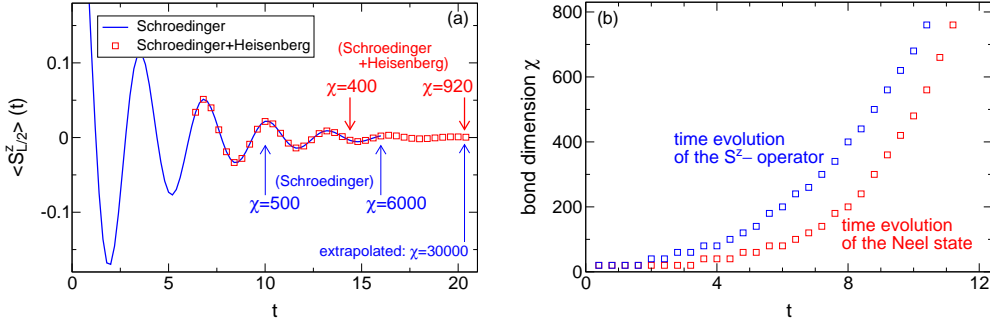 (a)
Schroedinger
Schroedinger+Heisenberg
(Schroedinger
+Heisenberg)
χ=400
χ=920
(Schroedinger)
χ=500
χ=6000
extrapolated: χ=30000
0.1
0
-0.1
<S^z_{L/2}> (t)
0
5
10
15
20
t
(b)
800
600
400
200
0
bond dimension χ
time evolution
of the S^z− operator
time evolution
of the Neel state
0
4
8
12
t